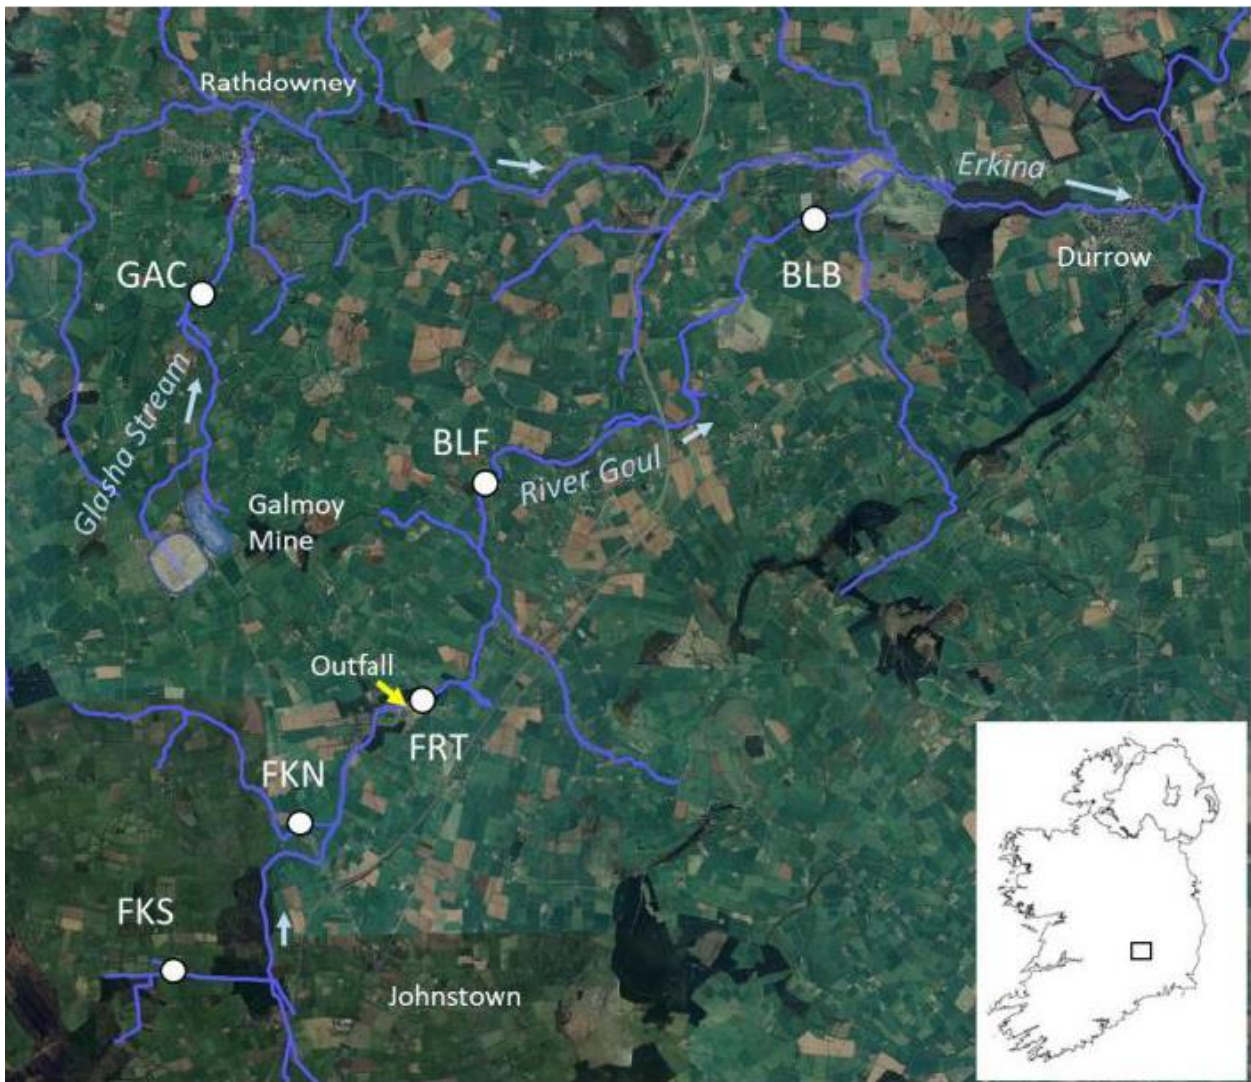 Rathdowney
Erkina
GAC
BLB
Durrow
Glasha Stream
BLF
River Goul
Galmoy
Mine
Outfall
FRT
FKN
FKS
Johnstown